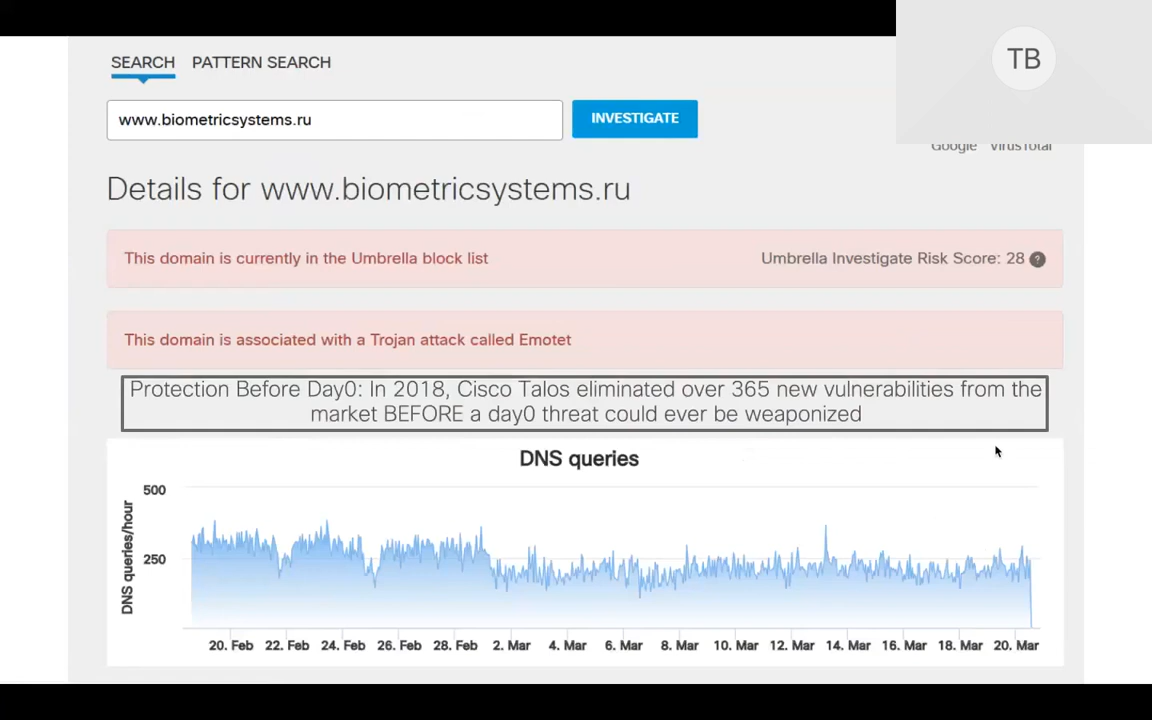 TB
SEARCH PATTERN SEARCH
www.biometricsystems.ru INVESTIGATE
Google VirusTotal
Details for www.biometricsystems.ru
This domain is currently in the Umbrella block list Umbrella Investigate Risk Score: 28 ?
This domain is associated with a Trojan attack called Emotet
Protection Before Day0: In 2018, Cisco Talos eliminated over 365 new vulnerabilities from the
market BEFORE a day0 threat could ever be weaponized
DNS queries
500
250
DNS queries/hour
20. Feb 22. Feb 24. Feb 26. Feb 28. Feb 2. Mar 4. Mar 6. Mar 8. Mar 10. Mar 12. Mar 14. Mar 16. Mar 18. Mar 20. Mar